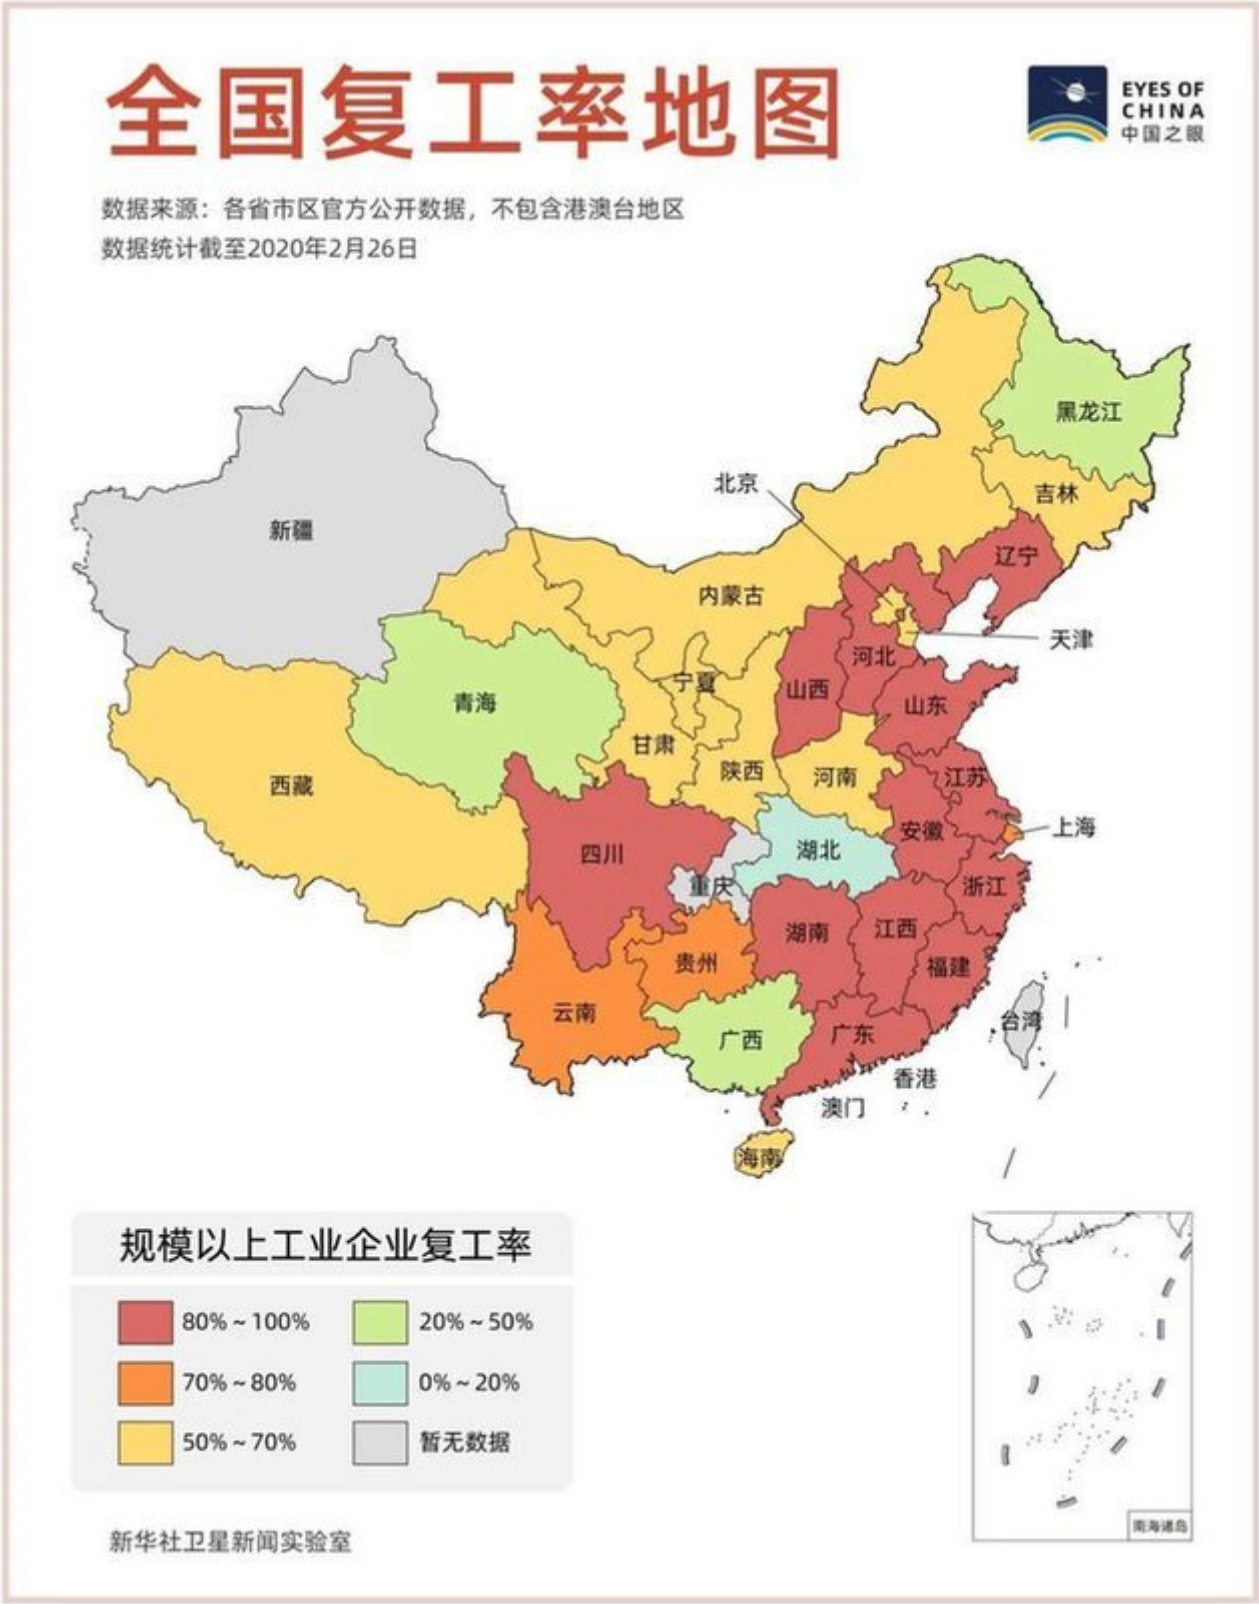 全国复工率地图
EYES OF
CHINA
中国之眼
数据来源：各省市区官方公开数据，不包含港澳台地区
数据统计截至2020年2月26日
黑龙江
北京
吉林
新疆
辽宁
内蒙古
天津
河北
宁夏
山西
青海
山东
甘肃
陕西
河南
江苏
西藏
上海
安徽
四川
湖北
重庆
浙江
湖南
江西
贵州
福建
云南
台湾
广西
广东
香港
澳门
海南
规模以上工业企业复工率
80%~100%
20%~50%
70%~80%
0%~20%
50%~70%
暂无数据
南海诸岛
新华社卫星新闻实验室